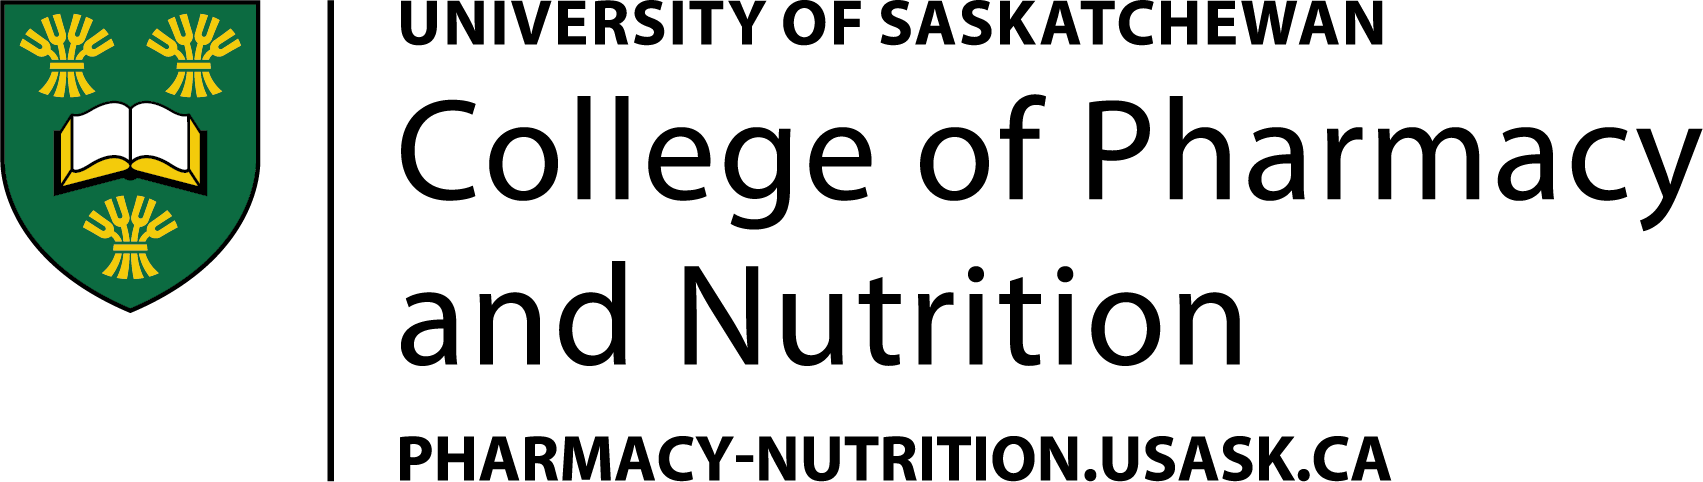 UNIVERSITY OF SASKATCHEWAN
College of Pharmacy
and Nutrition
PHARMACY-NUTRITION.USASK.CA